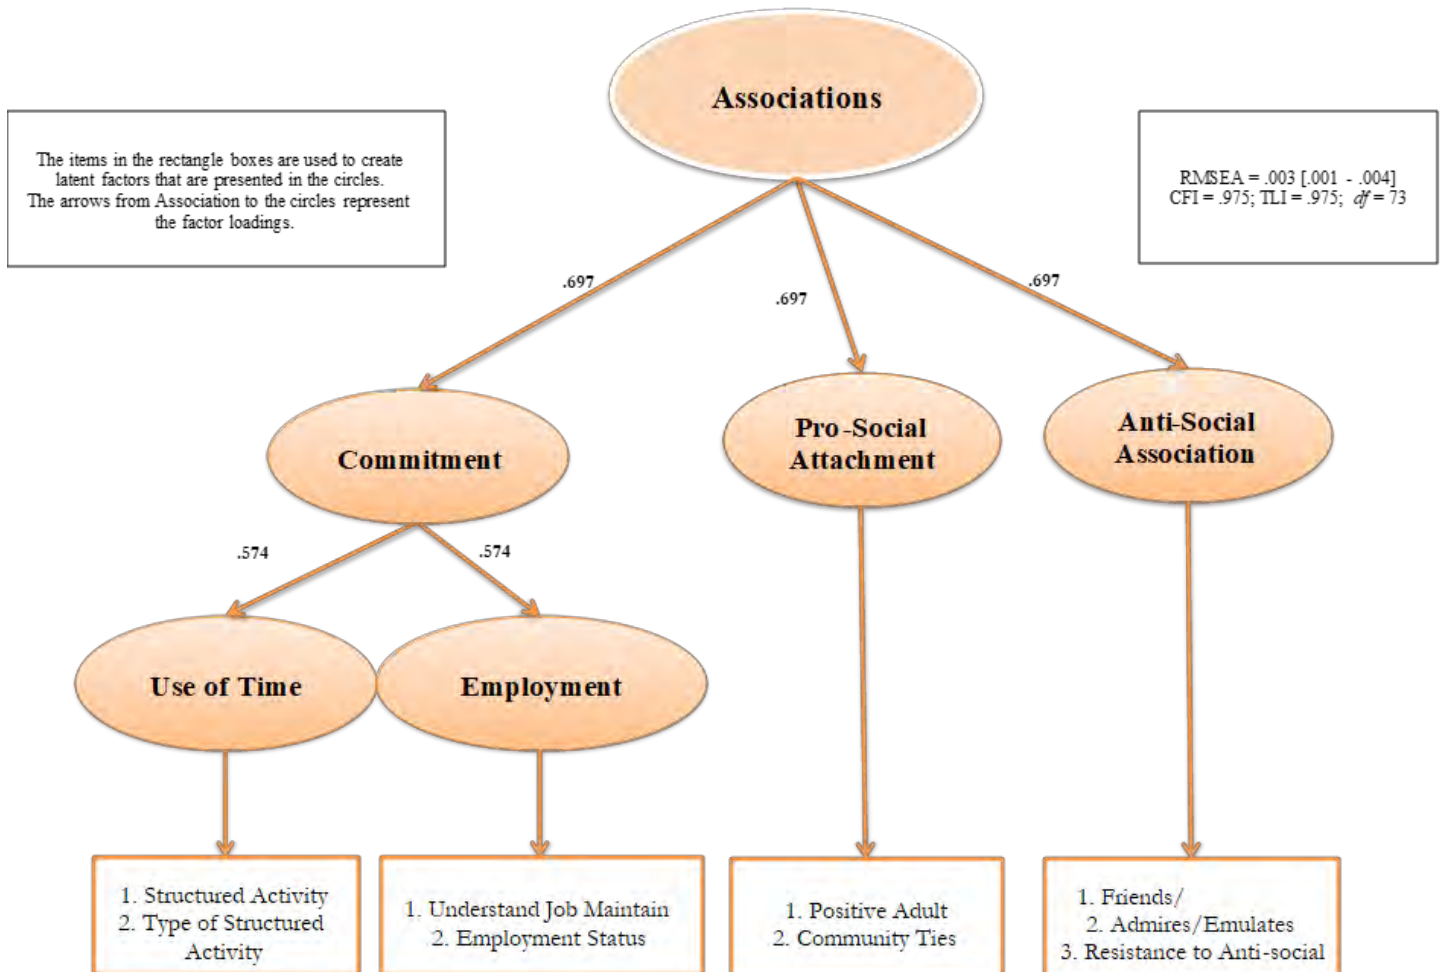 Associations
The items in the rectangle boxes are used to create
latent factors that are presented in the circles.
The arrows from Association to the circles represent
the factor loadings.
RMSEA = .003 [.001 - .004]
CFI = .975; TLI = .975; df = 73
.697
.697
.697
Commitment
Pro-Social
Attachment
Anti-Social
Association
.574
.574
Use of Time
Employment
1. Structured Activity
2. Type of Structured
Activity
1. Understand Job Maintain
2. Employment Status
1. Positive Adult
2. Community Ties
1. Friends/
2. Admires/Emulates
3. Resistance to Anti-social